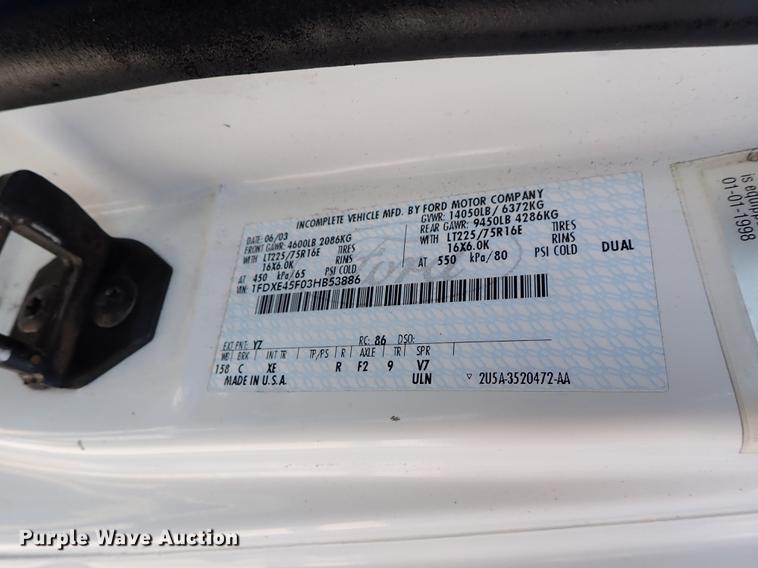 INCOMPLETE VEHICLE MFD. BY FORD MOTOR COMPANY
DATE: 06/03 GVWR: 14050LB/ 6372KG
FRONT GAWR: 4600LB 2086KG REAR GAWR: 9450LB 4286KG
WITH LT225/75R16E TIRES WITH LT225/75R16E TIRES
16X6.0K RIMS 16X6.0K RIMS DUAL
AT 450 kPa/65 PSI COLD AT 550 kPa/80 PSI COLD
VIN: 1FDXE45F03HB53886
Ford
EXT PNT: YZ RC: 86 DSO:
WB BRK INT TR TP/PS R AXLE TR SPR
158 C XE R F2 9 V7
MADE IN U.S.A. ULN ▽ 2U5A-3520472-AA
is equip
01-01-1998
Purple Wave Auction